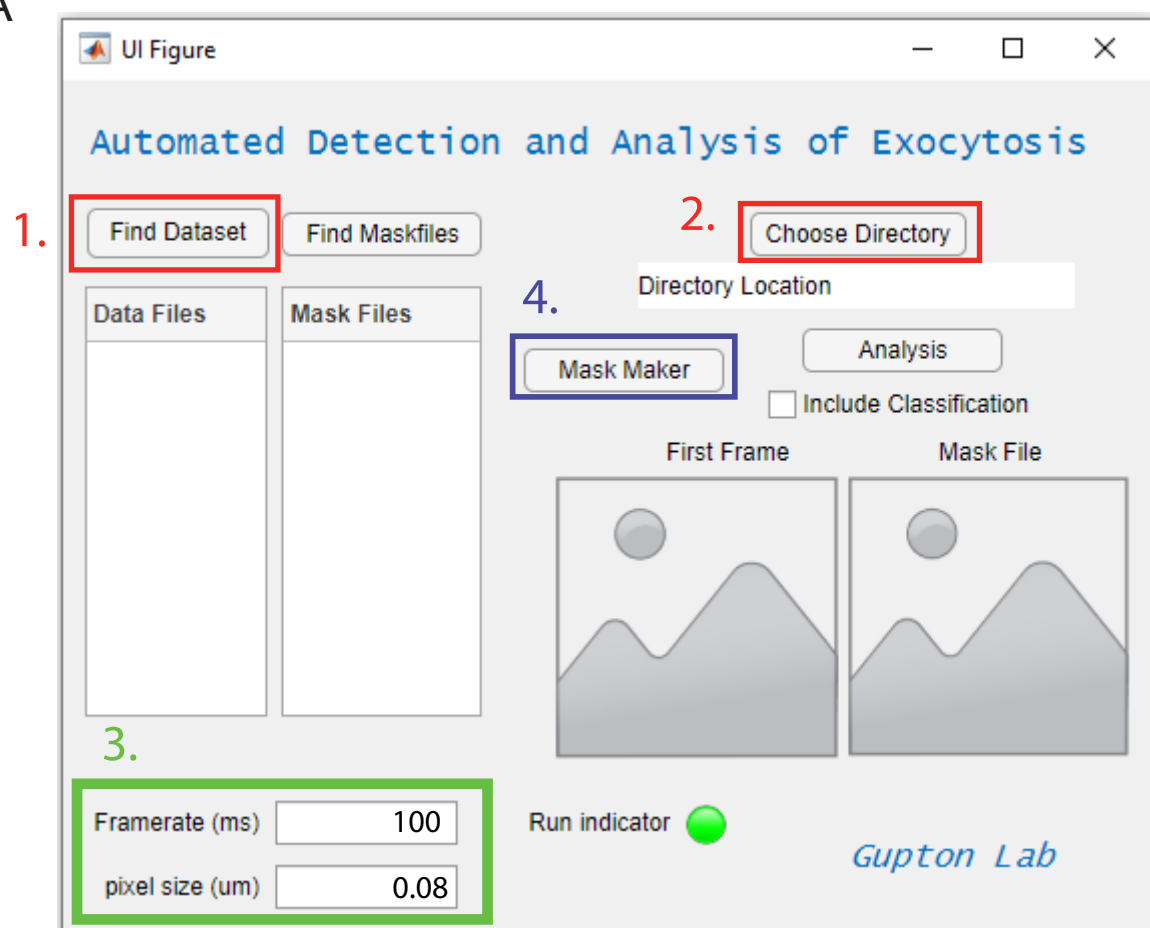 A
UI Figure
Automated Detection and Analysis of Exocytosis
1.
Find Dataset
Find Maskfiles
2.
Choose Directory
Directory Location
Data Files
Mask Files
4.
Mask Maker
Analysis
Include Classification
First Frame
Mask File
3.
Framerate (ms)
100
pixel size (um)
0.08
Run indicator
Gupton Lab